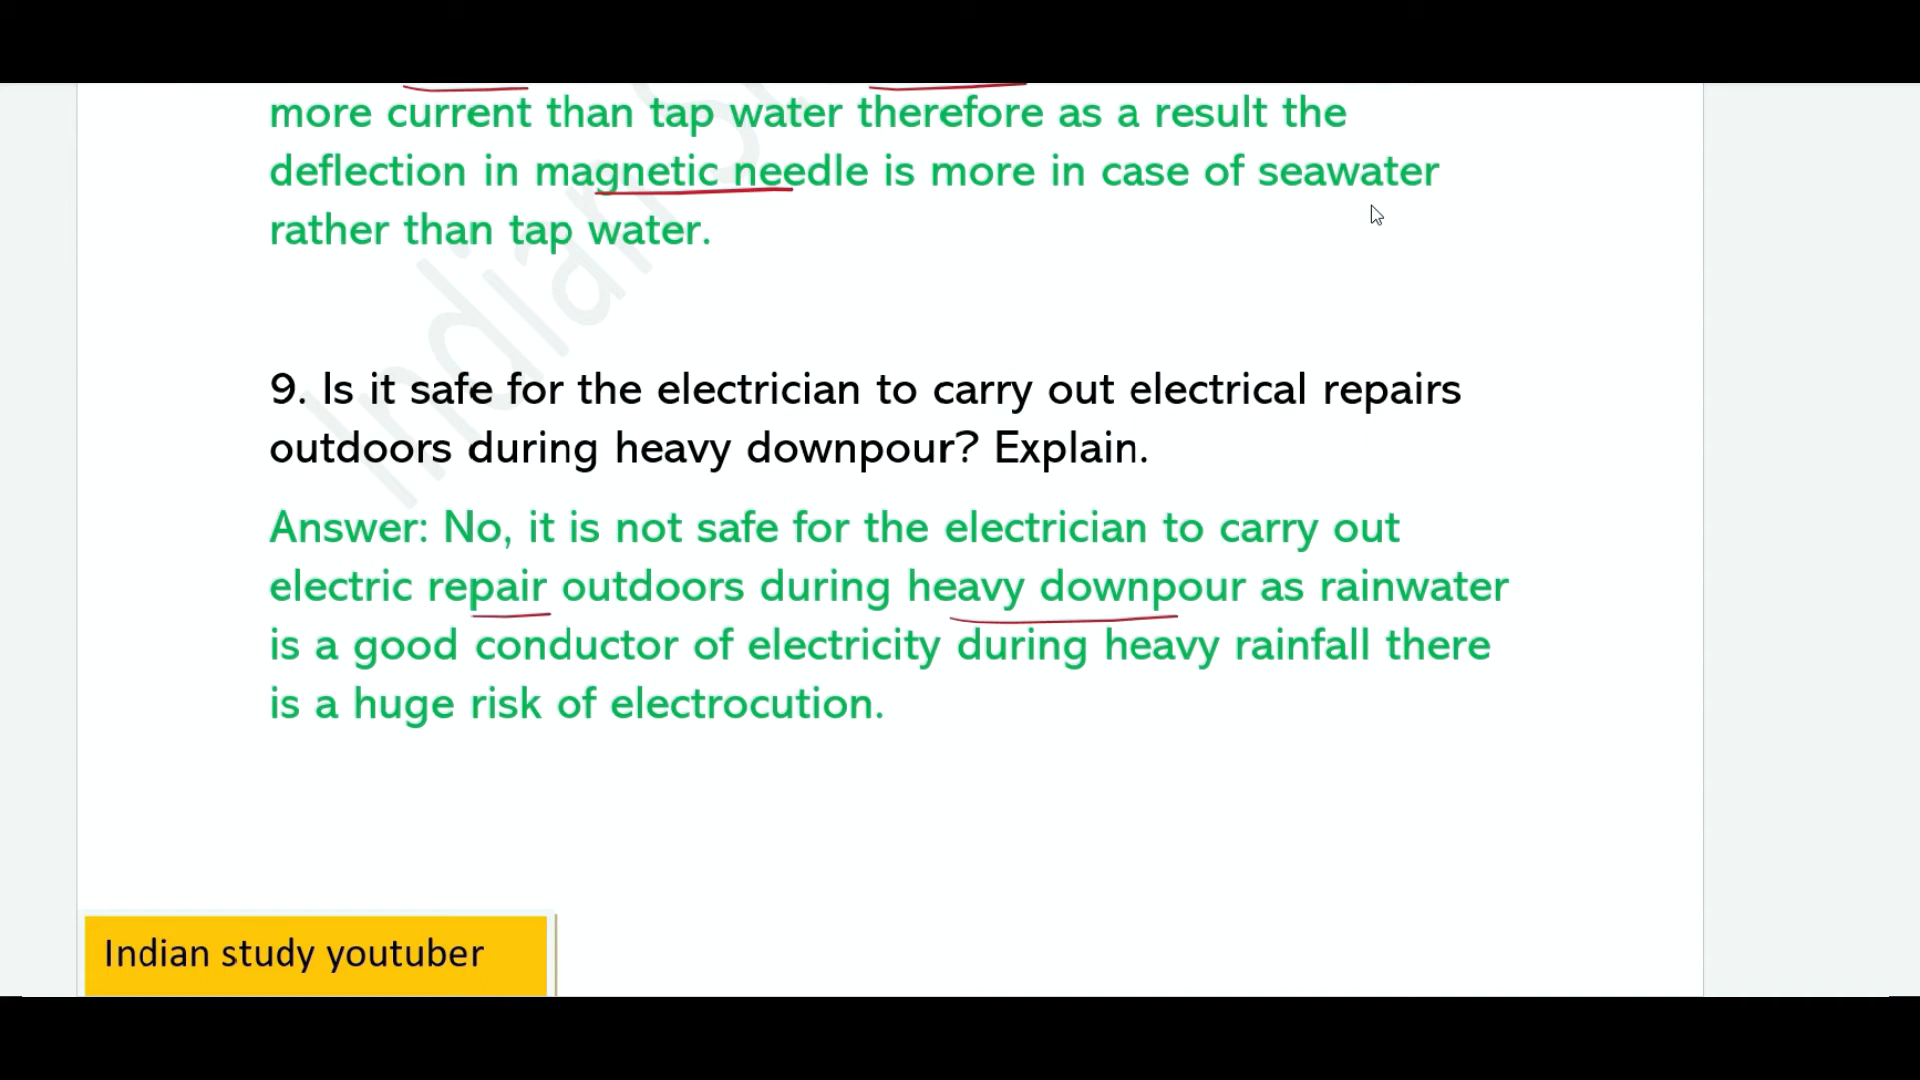 more current than tap water therefore as a result the
deflection in magnetic needle is more in case of seawater
rather than tap water.
9. Is it safe for the electrician to carry out electrical repairs
outdoors during heavy downpour? Explain.
Answer: No, it is not safe for the electrician to carry out
electric repair outdoors during heavy downpour as rainwater
is a good conductor of electricity during heavy rainfall there
is a huge risk of electrocution.
Indian study youtuber
Indian